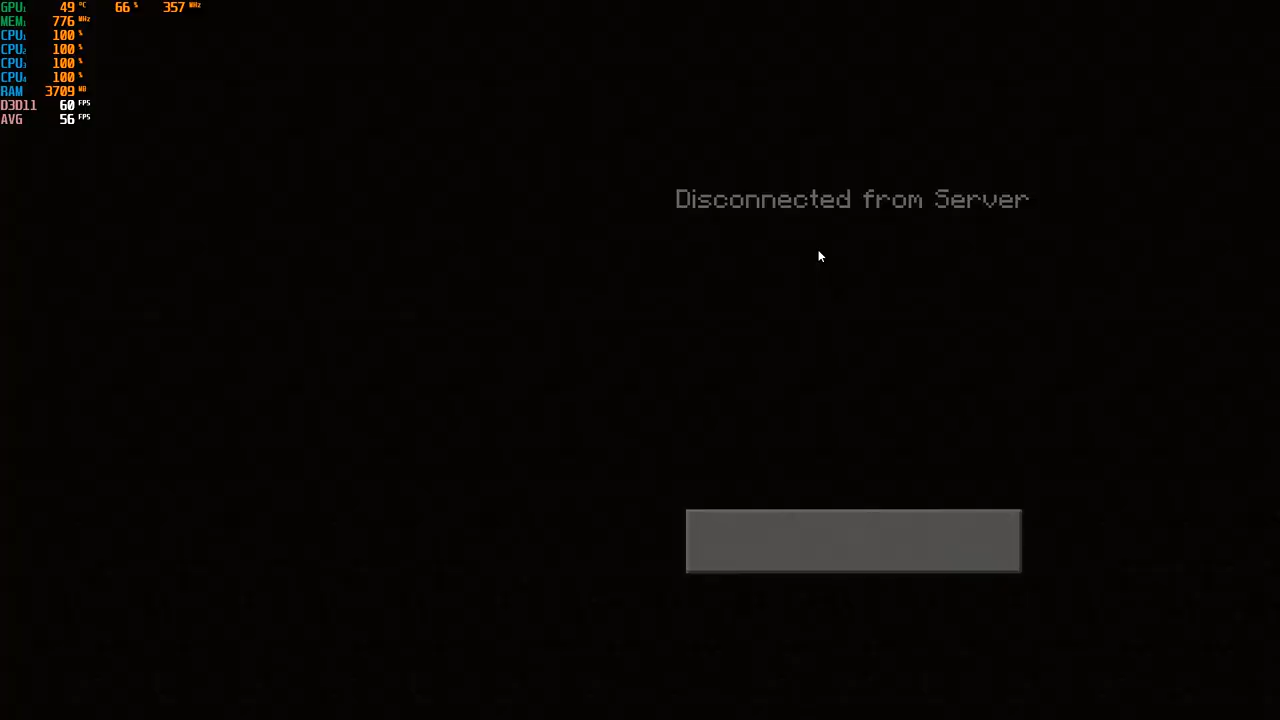 GPU₁ 49 °C 66 % 357 MHz
MEM₁ 776 MHz
CPU₁ 100 %
CPU₂ 100 %
CPU₃ 100 %
CPU₄ 100 %
RAM 3709 MB
D3D11 60 FPS
AVG 56 FPS
Disconnected from Server